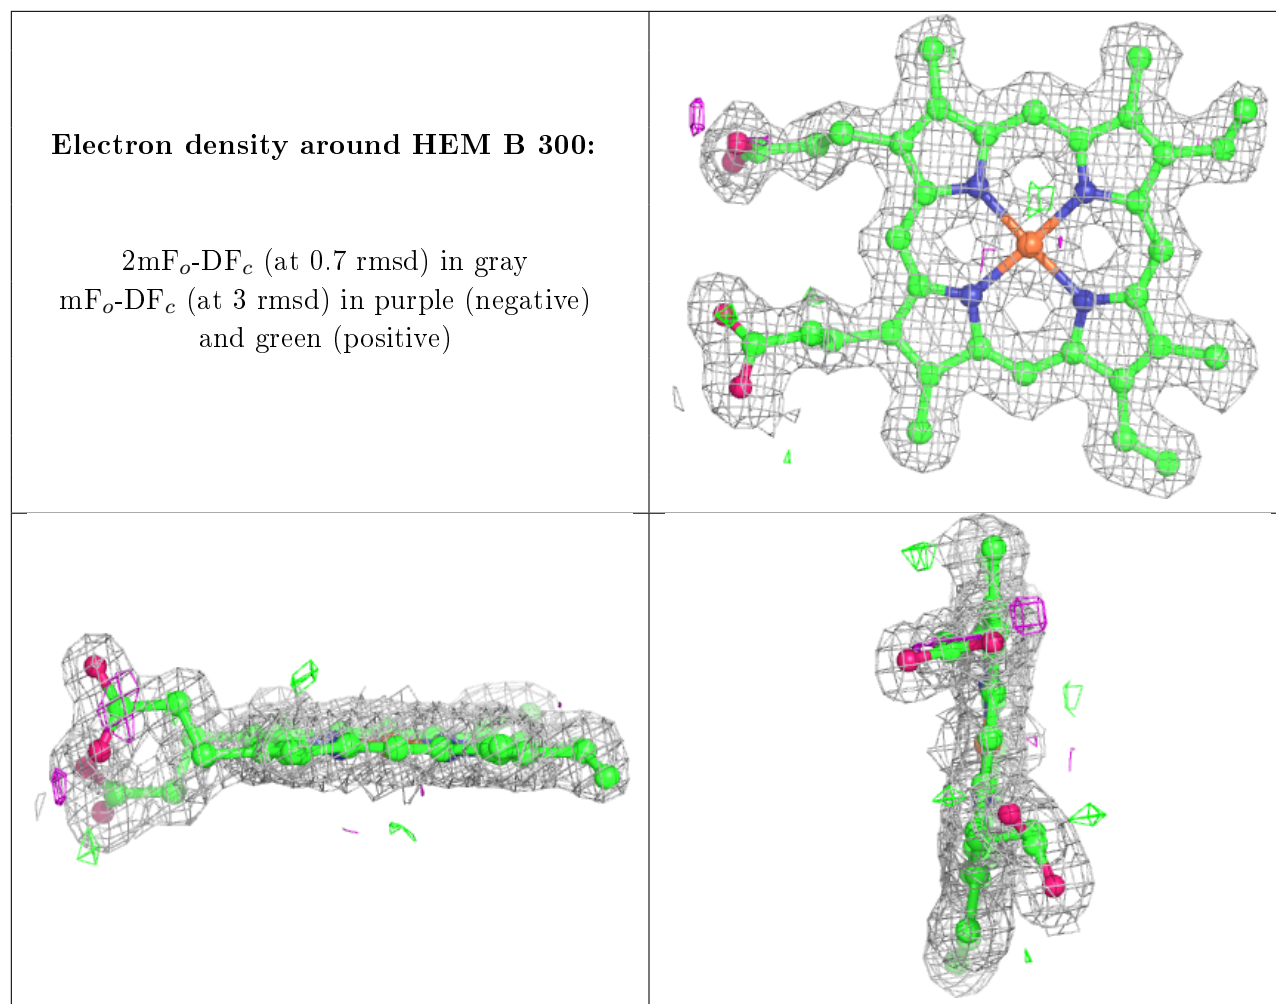 Electron density around HEM B 300:
2mFo-DFc (at 0.7 rmsd) in gray
mFo-DFc (at 3 rmsd) in purple (negative)
and green (positive)